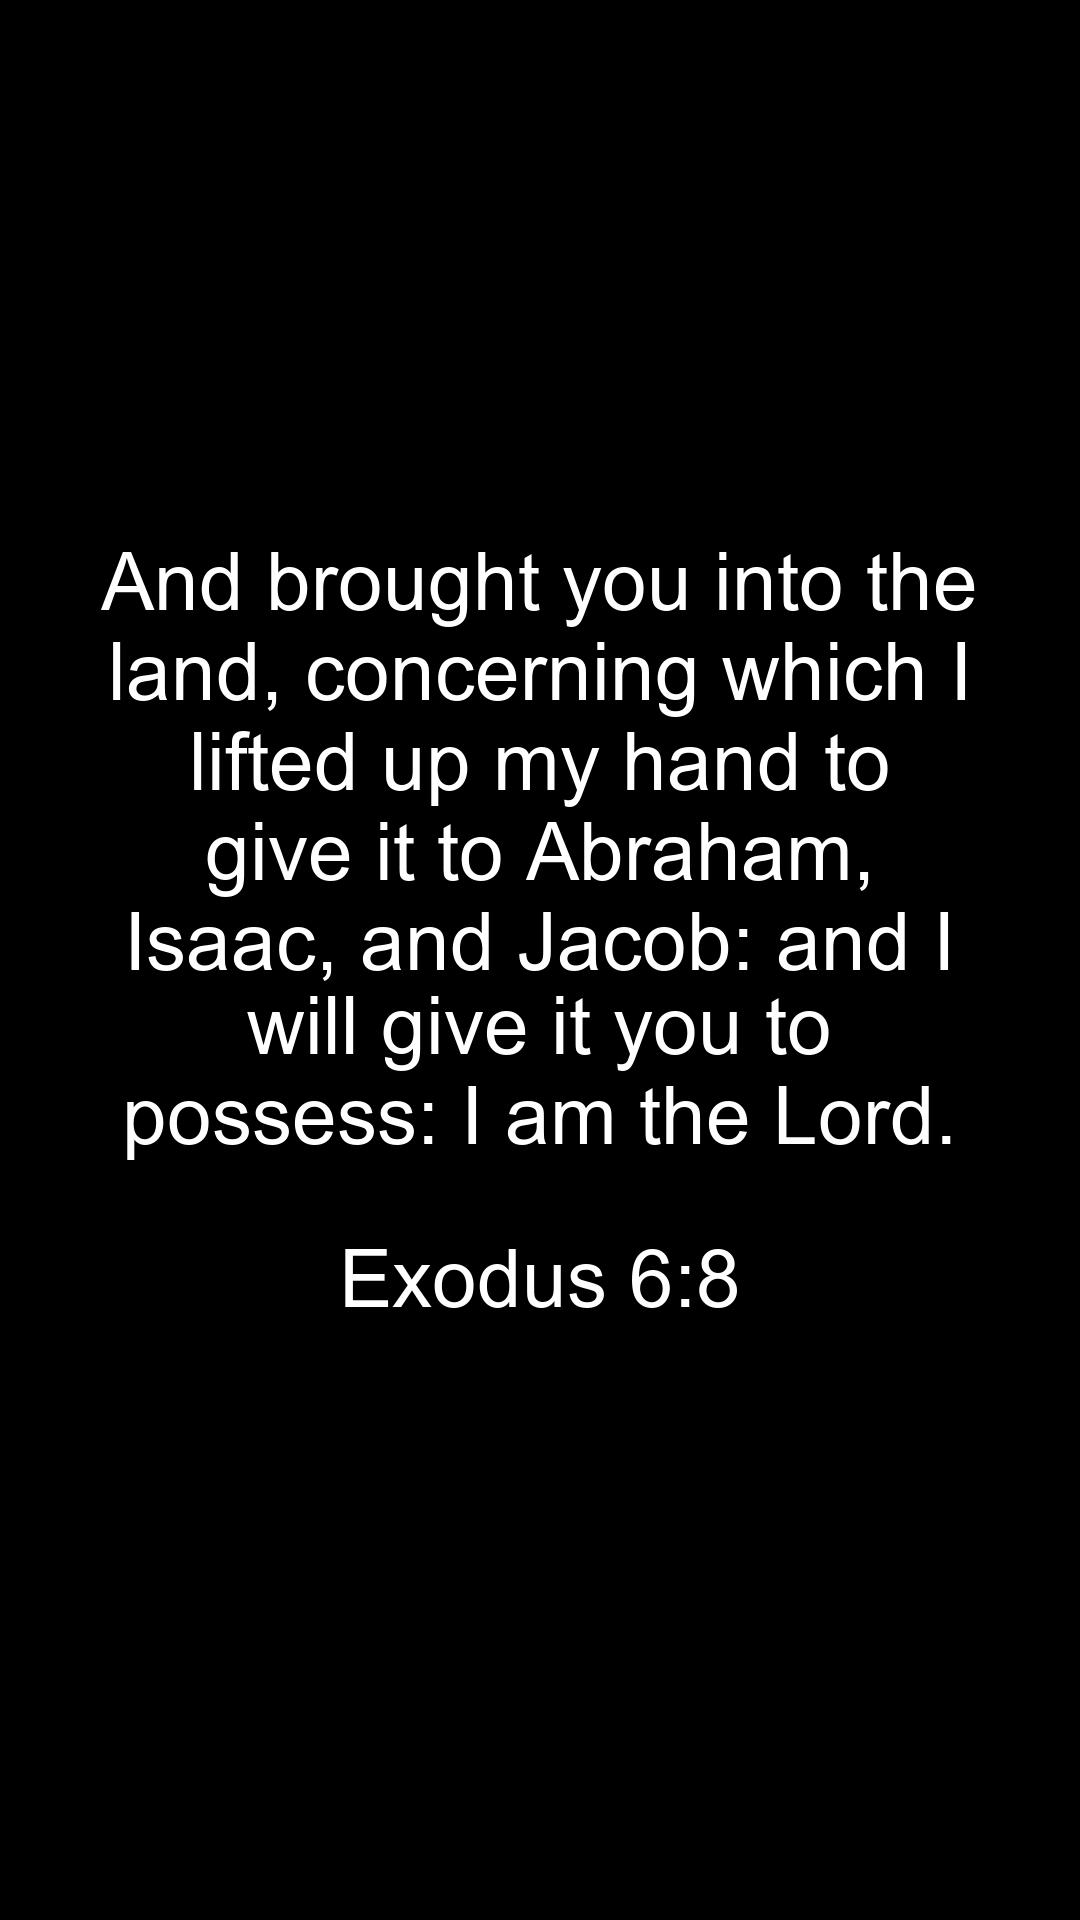 And brought you into the
land, concerning which I
lifted up my hand to
give it to Abraham,
Isaac, and Jacob: and I
will give it you to
possess: I am the Lord.
Exodus 6:8